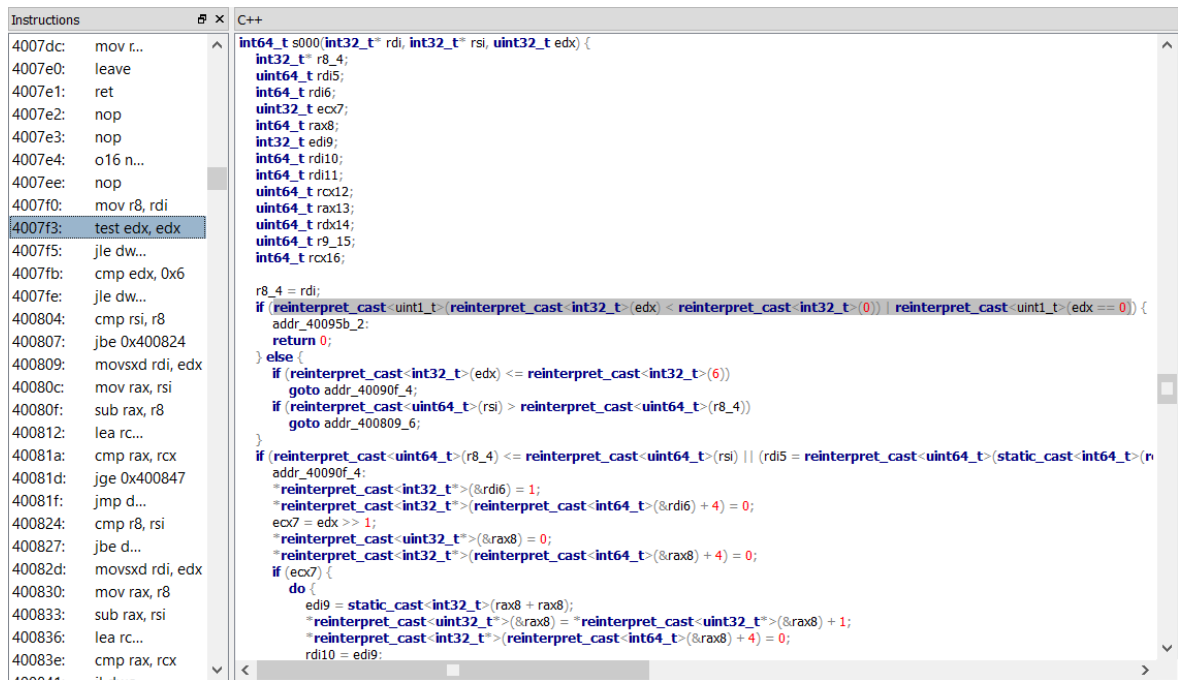 Instructions
4007dc: mov r...
4007e0: leave
4007e1: ret
4007e2: nop
4007e3: nop
4007e4: o16 n...
4007ee: nop
4007f0: mov r8, rdi
4007f3: test edx, edx
4007f5: jle dw...
4007fb: cmp edx, 0x6
4007fe: jle dw...
400804: cmp rsi, r8
400807: jbe 0x400824
400809: movsxd rdi, edx
40080c: mov rax, rsi
40080f: sub rax, r8
400812: lea rc...
40081a: cmp rax, rcx
40081d: jge 0x400847
40081f: jmp d...
400824: cmp r8, rsi
400827: jbe d...
40082d: movsxd rdi, edx
400830: mov rax, r8
400833: sub rax, rsi
400836: lea rc...
40083e: cmp rax, rcx
C++
int64_t s000(int32_t* rdi, int32_t* rsi, uint32_t edx) {
int32_t* r8_4;
uint64_t rdi5;
int64_t rdi6;
uint32_t ecx7;
int64_t rax8;
int32_t edi9;
int64_t rdi10;
int64_t rdi11;
uint64_t rcx12;
uint64_t rax13;
uint64_t rdx14;
uint64_t r9_15;
int64_t rcx16;
r8_4 = rdi;
if (reinterpret_cast<uint1_t>(reinterpret_cast<int32_t>(edx) < reinterpret_cast<int32_t>(0)) | reinterpret_cast<uint1_t>(edx == 0)) {
addr_40095b_2:
return 0;
} else {
if (reinterpret_cast<int32_t>(edx) <= reinterpret_cast<int32_t>(6))
goto addr_40090f_4;
if (reinterpret_cast<uint64_t>(rsi) > reinterpret_cast<uint64_t>(r8_4))
goto addr_400809_6;
}
if (reinterpret_cast<uint64_t>(r8_4) <= reinterpret_cast<uint64_t>(rsi) || (rdi5 = reinterpret_cast<uint64_t>(static_cast<int64_t>(r
addr_40090f_4:
*reinterpret_cast<int32_t*>(&rdi6) = 1;
*reinterpret_cast<int32_t*>(reinterpret_cast<int64_t>(&rdi6) + 4) = 0;
ecx7 = edx >> 1;
*reinterpret_cast<uint32_t*>(&rax8) = 0;
*reinterpret_cast<int32_t*>(reinterpret_cast<int64_t>(&rax8) + 4) = 0;
if (ecx7) {
do {
edi9 = static_cast<int32_t>(rax8 + rax8);
*reinterpret_cast<uint32_t*>(&rax8) = *reinterpret_cast<uint32_t*>(&rax8) + 1;
*reinterpret_cast<int32_t*>(reinterpret_cast<int64_t>(&rax8) + 4) = 0;
rdi10 = edi9;